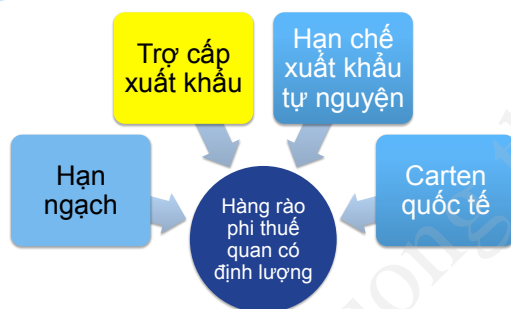 Trợ cấp
xuất khẩu
Hạn chế
xuất khẩu
tự nguyện
Hạn
ngạch
Carten
quốc tế
Hàng rào
phi thuế
quan có
định lượng